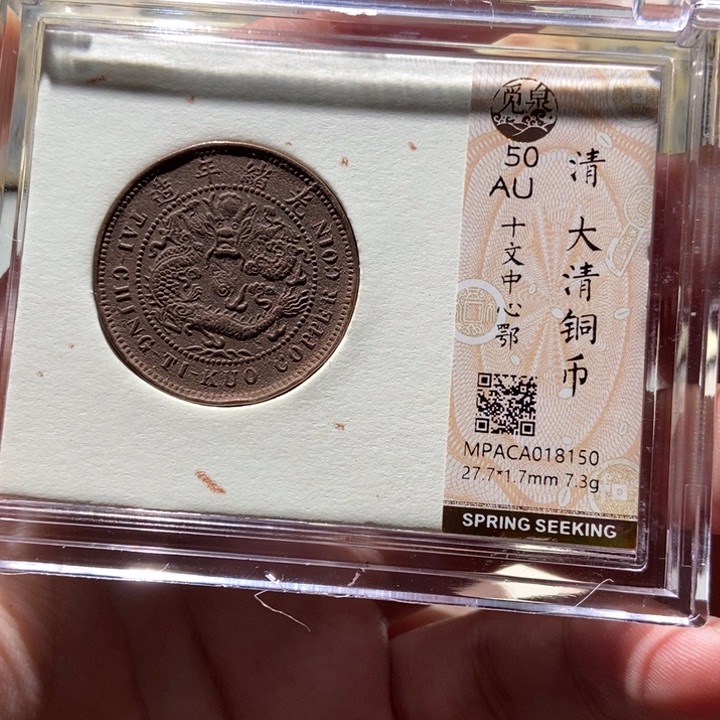 光緒年造
TAI-CHING-TI-KUO COPPER COIN
觅泉
50
AU
清 大清铜币
十文中心鄂
MPACA018150
27.7*1.7mm 7.3g
SPRING SEEKING